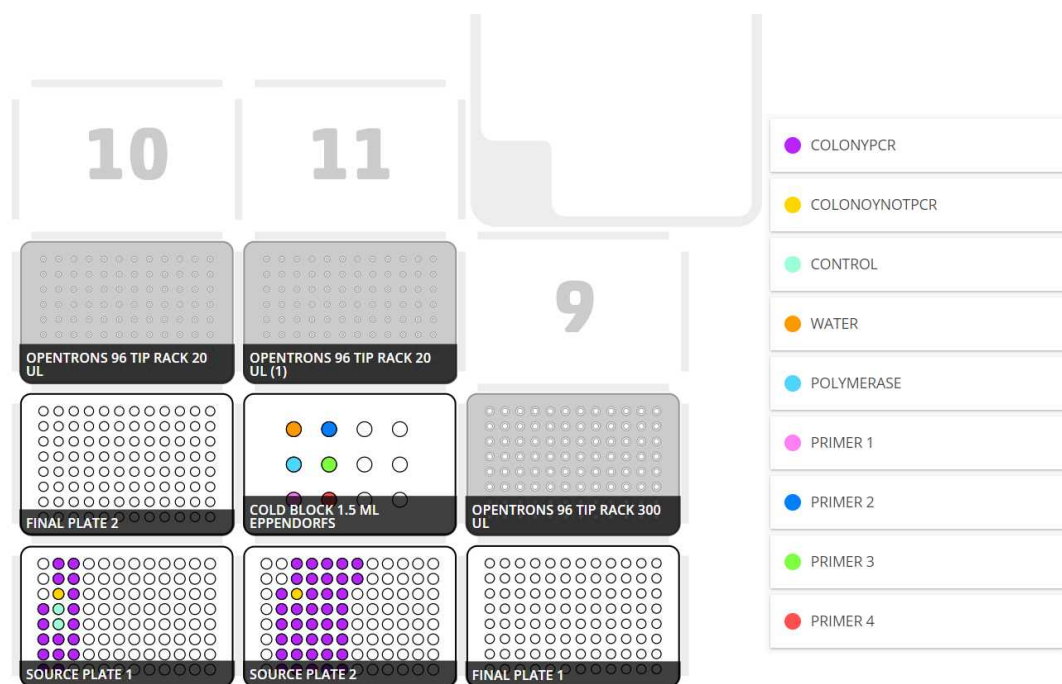 10
11
OPENTRONS 96 TIP RACK 20
UL
OPENTRONS 96 TIP RACK 20
UL (1)
9
FINAL PLATE 2
COLD BLOCK 1.5 ML
EPPENDORFS
OPENTRONS 96 TIP RACK 300
UL
SOURCE PLATE 1
SOURCE PLATE 2
FINAL PLATE 1
COLONYPCR
COLONOYNOTPCR
CONTROL
WATER
POLYMERASE
PRIMER 1
PRIMER 2
PRIMER 3
PRIMER 4